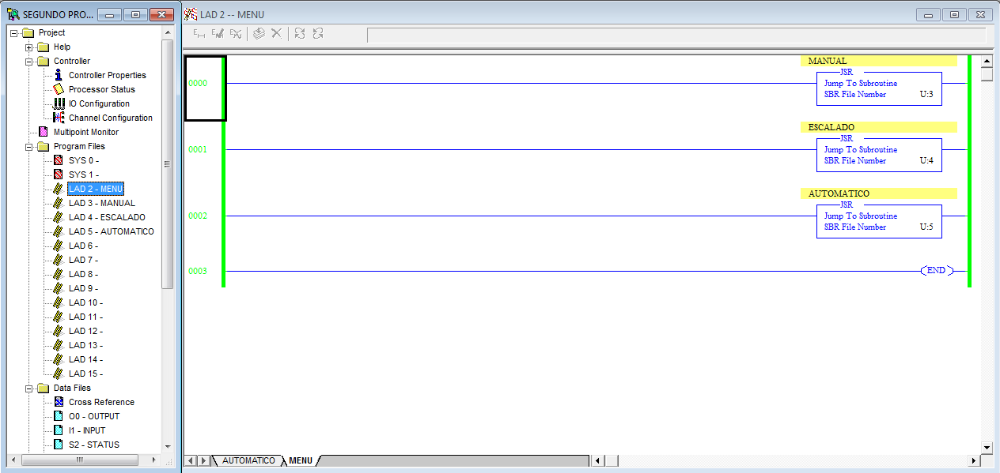 SEGUNDO PRO...
Project
Help
Controller
Controller Properties
Processor Status
IO Configuration
Channel Configuration
Multipoint Monitor
Program Files
SYS 0 -
SYS 1 -
LAD 2 - MENU
LAD 3 - MANUAL
LAD 4 - ESCALADO
LAD 5 - AUTOMATICO
LAD 6 -
LAD 7 -
LAD 8 -
LAD 9 -
LAD 10 -
LAD 11 -
LAD 12 -
LAD 13 -
LAD 14 -
LAD 15 -
Data Files
Cross Reference
O0 - OUTPUT
I1 - INPUT
S2 - STATUS
LAD 2 -- MENU
MANUAL
JSR
0000
Jump To Subroutine
SBR File Number U:3
ESCALADO
JSR
0001
Jump To Subroutine
SBR File Number U:4
AUTOMATICO
JSR
0002
Jump To Subroutine
SBR File Number U:5
0003
END
AUTOMATICO MENU